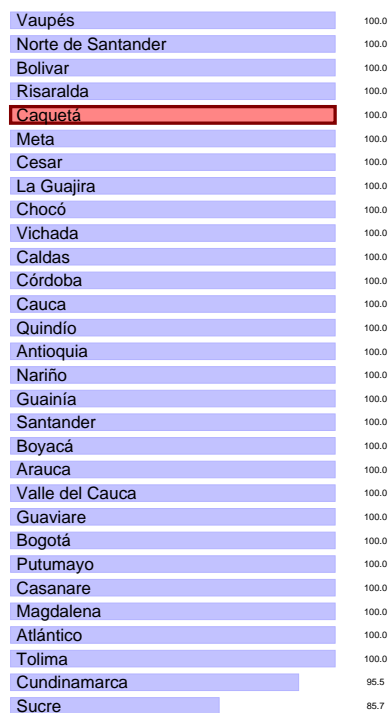 Vaupés 100.0
Norte de Santander 100.0
Bolivar 100.0
Risaralda 100.0
Caquetá 100.0
Meta 100.0
Cesar 100.0
La Guajira 100.0
Chocó 100.0
Vichada 100.0
Caldas 100.0
Córdoba 100.0
Cauca 100.0
Quindío 100.0
Antioquia 100.0
Nariño 100.0
Guainía 100.0
Santander 100.0
Boyacá 100.0
Arauca 100.0
Valle del Cauca 100.0
Guaviare 100.0
Bogotá 100.0
Putumayo 100.0
Casanare 100.0
Magdalena 100.0
Atlántico 100.0
Tolima 100.0
Cundinamarca 95.5
Sucre 85.7